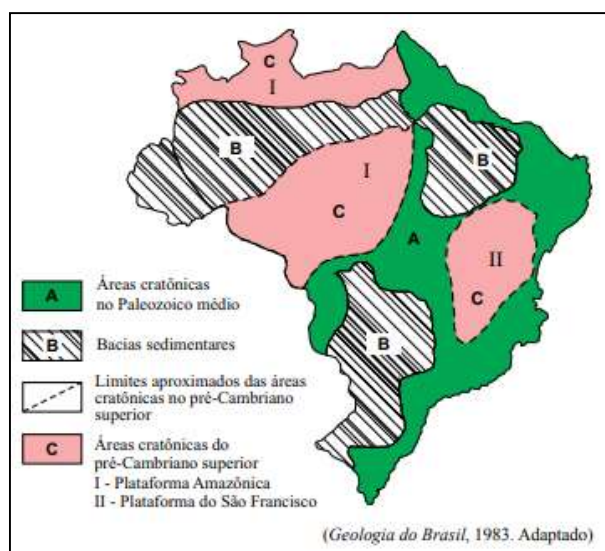 C
I
B
I
C
B
A
II
C
B
A
Áreas cratônicas
no Paleozoico médio
B
Bacias sedimentares
Limites aproximados das áreas
cratônicas no pré-Cambriano
superior
C
Áreas cratônicas do
pré-Cambriano superior
I - Plataforma Amazônica
II - Plataforma do São Francisco
(Geologia do Brasil, 1983. Adaptado)